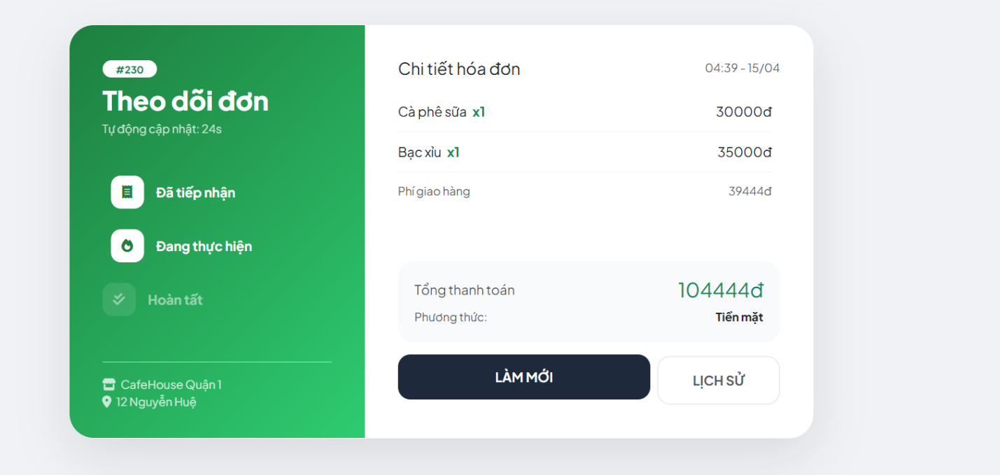 #230
Theo dõi đơn
Tự động cập nhật: 24s
Đã tiếp nhận
Đang thực hiện
Hoàn tất
CafeHouse Quận 1
12 Nguyễn Huệ
Chi tiết hóa đơn 04:39 - 15/04
Cà phê sữa x1 30000đ
Bạc xỉu x1 35000đ
Phí giao hàng 39444đ
Tổng thanh toán 104444đ
Phương thức: Tiền mặt
LÀM MỚI LỊCH SỬ